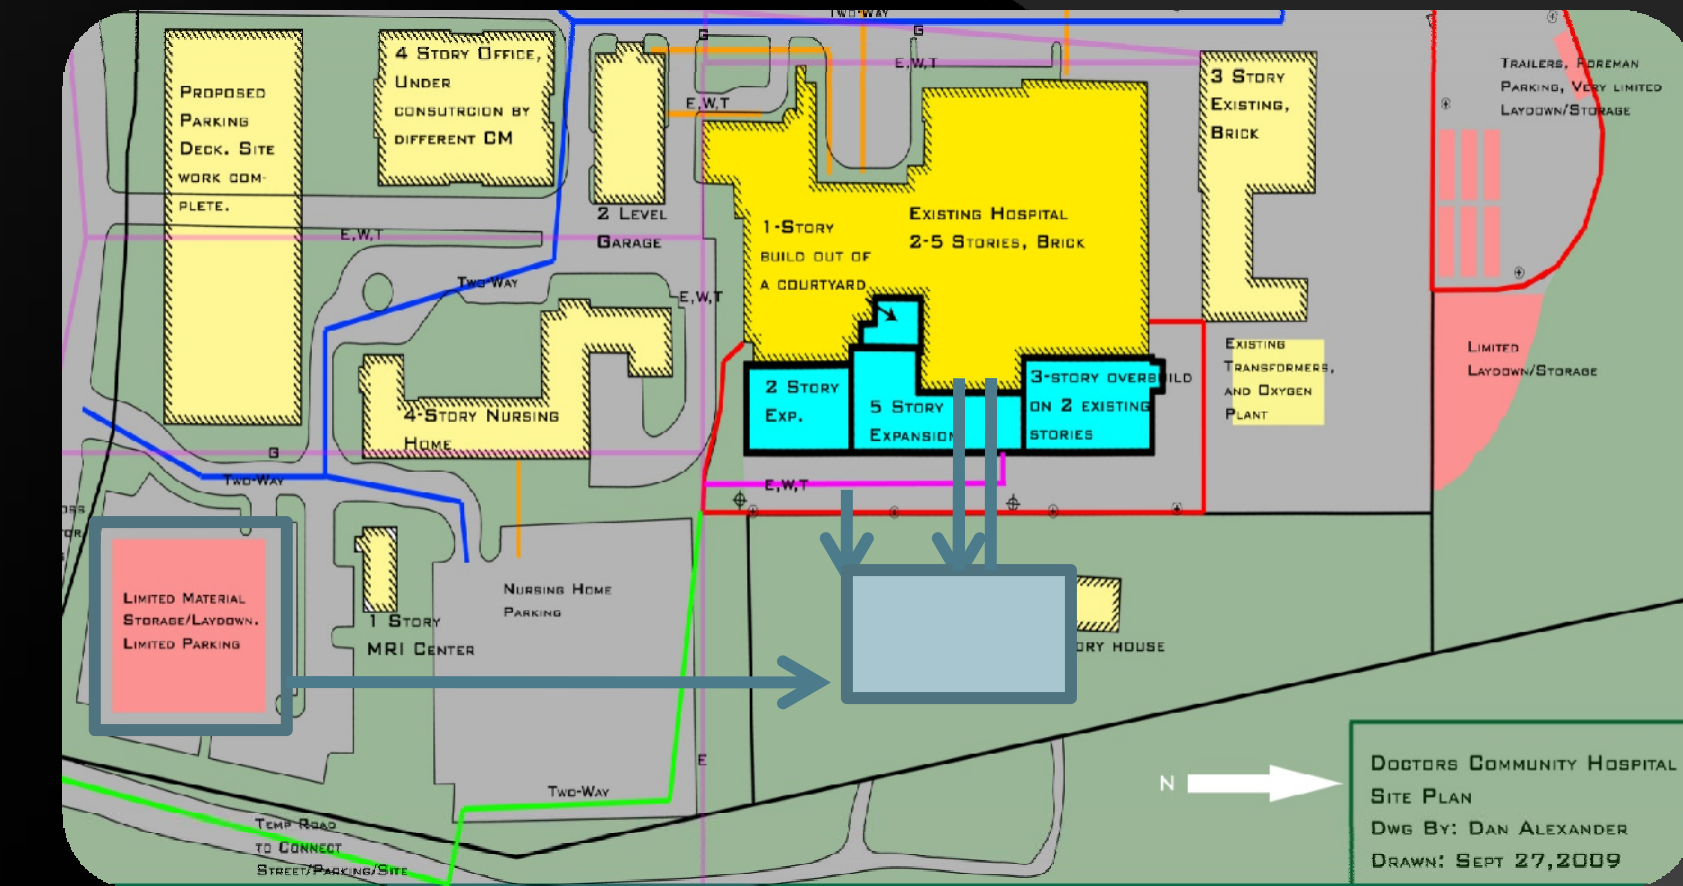 Two-Way
G
G
E,W,T
E,W,T
Proposed
Parking
Deck. Site
work com-
plete.
4 Story Office,
Under
consutrcion by
different CM
2 Level
Garage
1-Story
build out of
a courtyard
Existing Hospital
2-5 Stories, Brick
3 Story
Existing,
Brick
Trailers, Foreman
Parking, Very limited
Laydown/Storage
E,W,T
Two-Way
E,W,T
4-Story Nursing
Home
2 Story
Exp.
5 Story
Expansion
3-story overbuild
on 2 existing
stories
Existing
Transformers,
and Oxygen
Plant
Limited
Laydown/Storage
G
Two-Way
E,W,T
Limited Material
Storage/Laydown.
Limited Parking
1 Story
MRI Center
Nursing Home
Parking
ory house
E
Two-Way
Temp Road
to Connect
Street/Parking/Site
N
Doctors Community Hospital
Site Plan
Dwg By: Dan Alexander
Drawn: Sept 27,2009